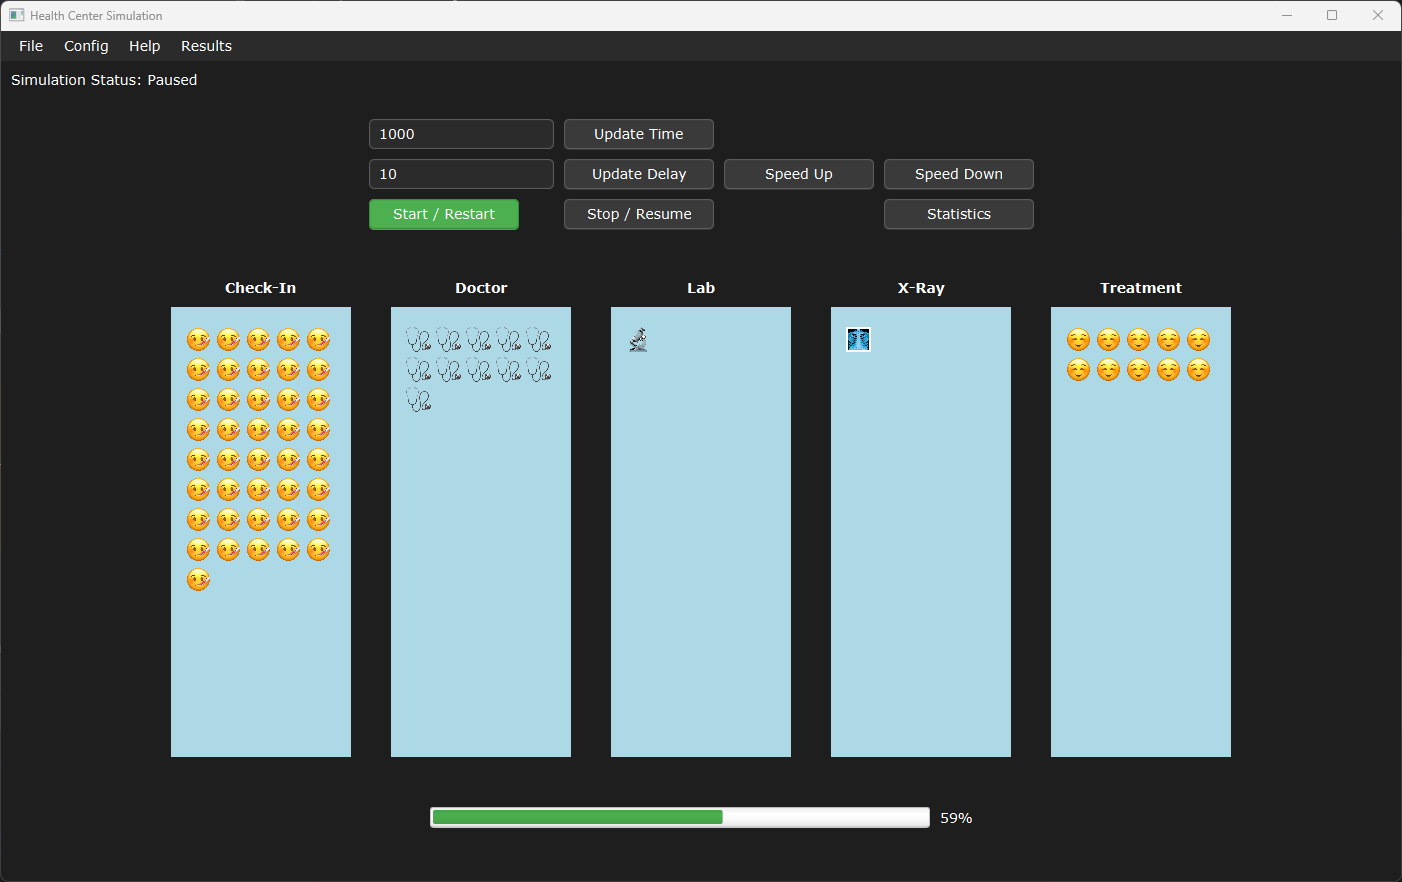 Health Center Simulation
File Config Help Results
Simulation Status: Paused
1000 Update Time
10 Update Delay Speed Up Speed Down
Start / Restart Stop / Resume Statistics
Check-In Doctor Lab X-Ray Treatment
59%